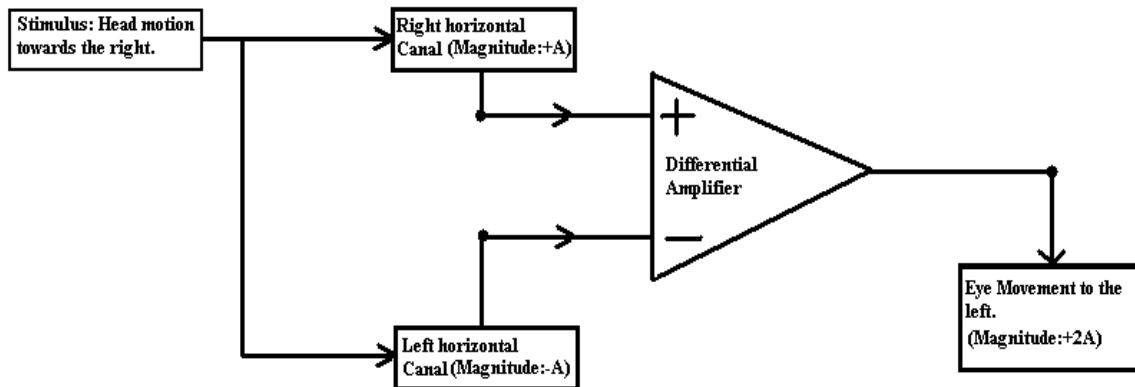 Stimulus: Head motion
towards the right.
Right horizontal
Canal (Magnitude:+A)
+
Differential
Amplifier
−
Left horizontal
Canal (Magnitude:-A)
Eye Movement to the
left.
(Magnitude:+2A)